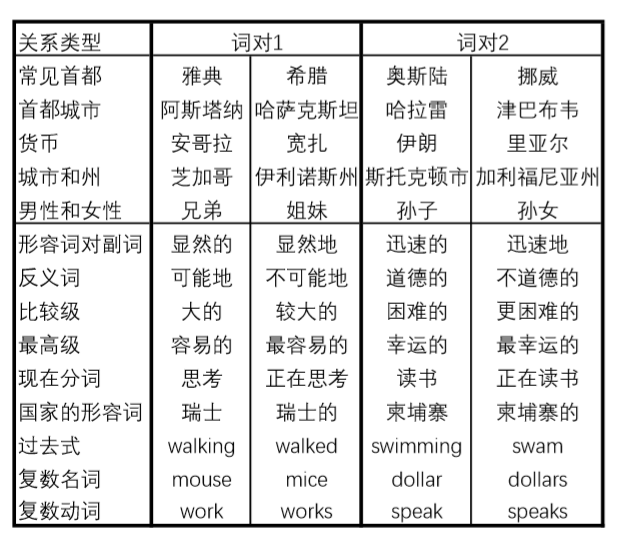 关系类型 词对1 词对2
常见首都 雅典 希腊 奥斯陆 挪威
首都城市 阿斯塔纳 哈萨克斯坦 哈拉雷 津巴布韦
货币 安哥拉 宽扎 伊朗 里亚尔
城市和州 芝加哥 伊利诺斯州 斯托克顿市 加利福尼亚州
男性和女性 兄弟 姐妹 孙子 孙女
形容词对副词 显然的 显然地 迅速的 迅速地
反义词 可能地 不可能地 道德的 不道德的
比较级 大的 较大的 困难的 更困难的
最高级 容易的 最容易的 幸运的 最幸运的
现在分词 思考 正在思考 读书 正在读书
国家的形容词 瑞士 瑞士的 柬埔寨 柬埔寨的
过去式 walking walked swimming swam
复数名词 mouse mice dollar dollars
复数动词 work works speak speaks